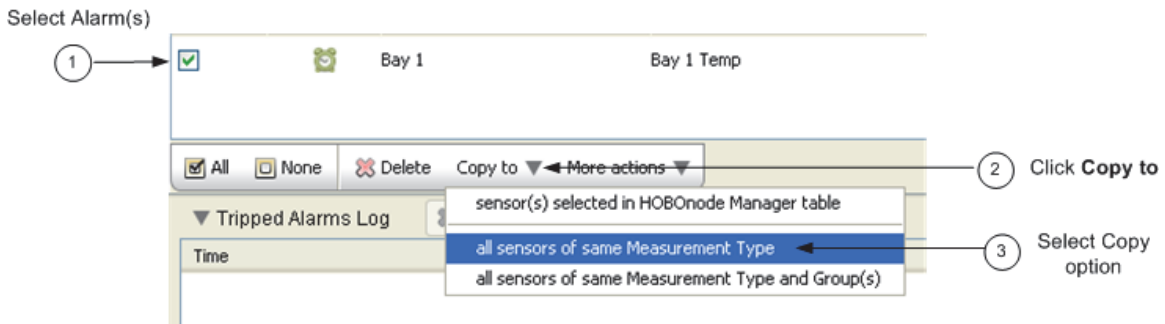 Select Alarm(s)
1 Bay 1 Bay 1 Temp
All None Delete Copy to More actions 2 Click Copy to
sensor(s) selected in HOBOnode Manager table
Tripped Alarms Log
all sensors of same Measurement Type 3 Select Copy option
Time
all sensors of same Measurement Type and Group(s)